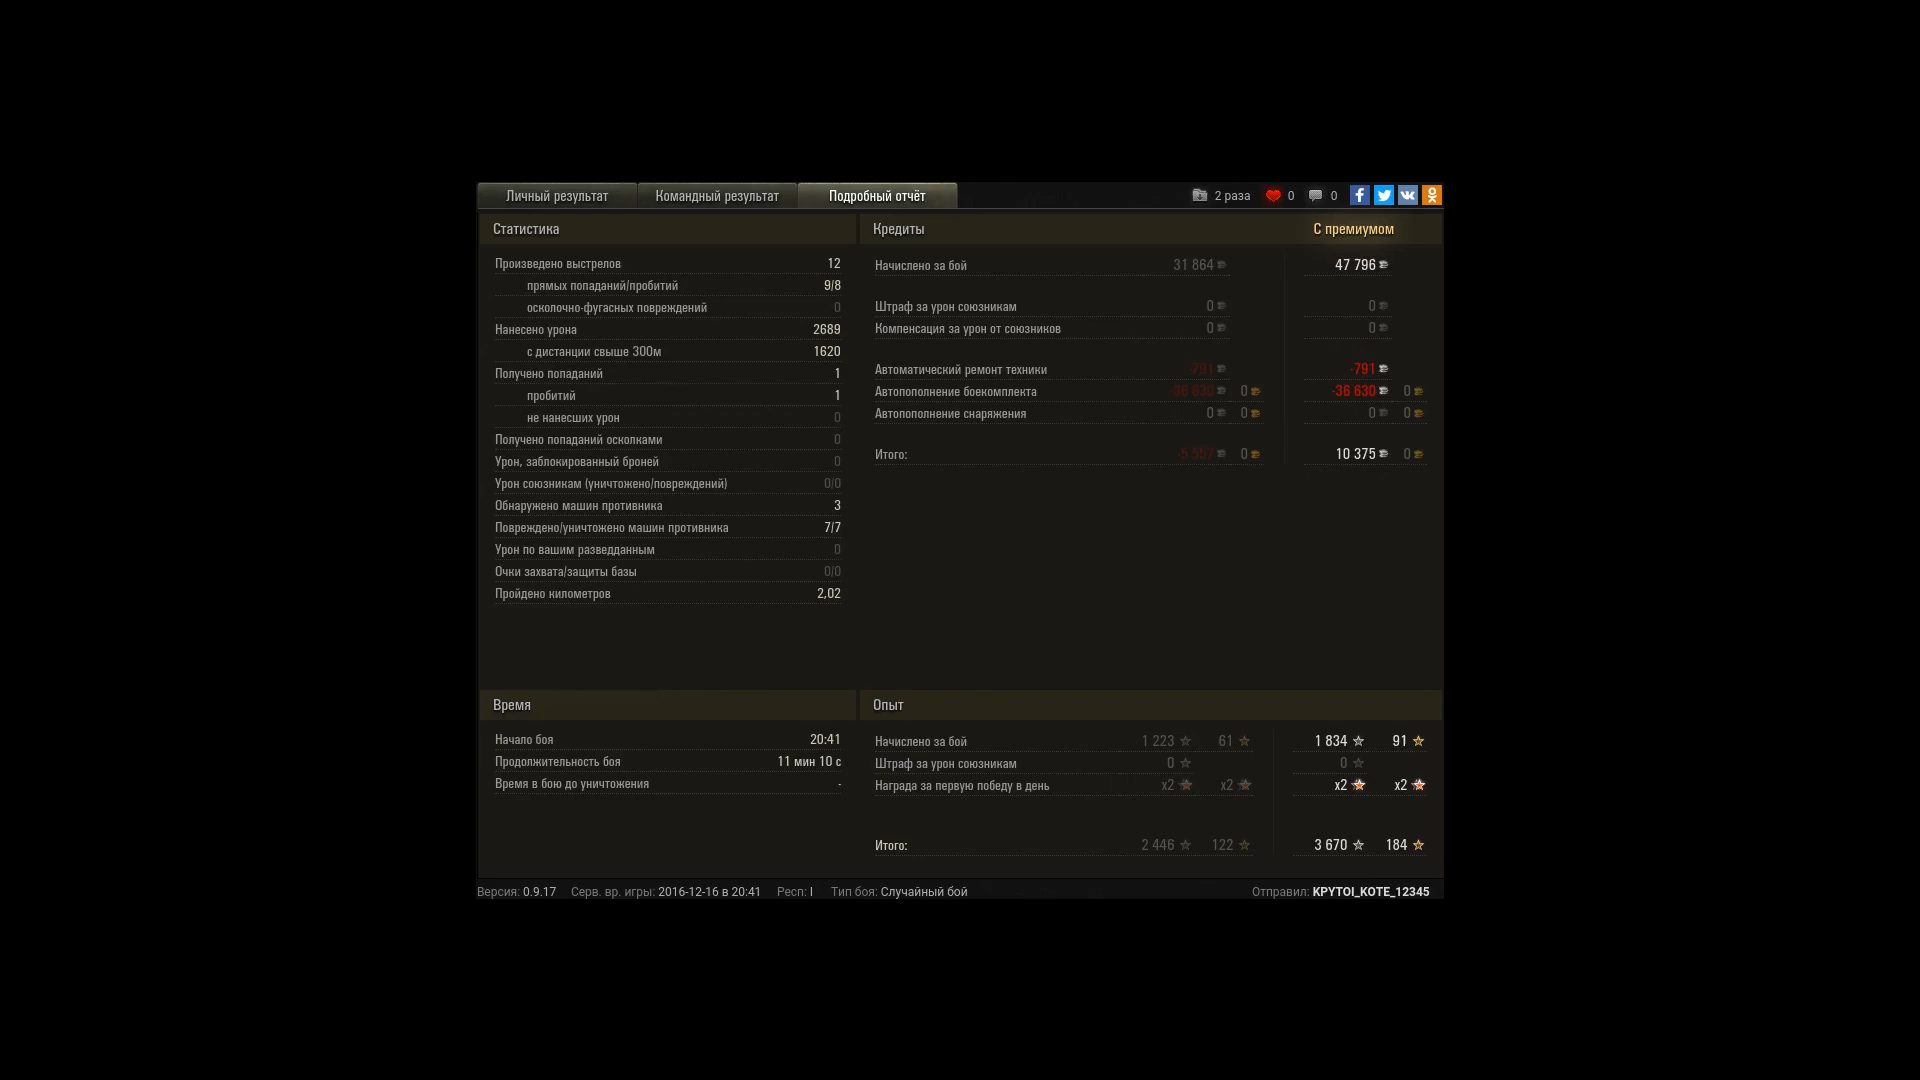 Личный результат Командный результат Подробный отчёт 2 раза 0 0
Статистика
Произведено выстрелов 12
прямых попаданий/пробитий 9/8
осколочно-фугасных повреждений 0
Нанесено урона 2689
с дистанции свыше 300м 1620
Получено попаданий 1
пробитий 1
не нанесших урон 0
Получено попаданий осколками 0
Урон, заблокированный броней 0
Урон союзникам (уничтожено/повреждений) 0/0
Обнаружено машин противника 3
Повреждено/уничтожено машин противника 7/7
Урон по вашим разведданным 0
Очки захвата/защиты базы 0/0
Пройдено километров 2,02
Кредиты С премиумом
Начислено за бой 31 864 47 796
Штраф за урон союзникам 0 0
Компенсация за урон от союзников 0 0
Автоматический ремонт техники -791 -791
Автопополнение боекомплекта -36 630 0 -36 630 0
Автопополнение снаряжения 0 0 0 0
Итого: -5 557 0 10 375 0
Время
Начало боя 20:41
Продолжительность боя 11 мин 10 с
Время в бою до уничтожения -
Опыт
Начислено за бой 1 223 61 1 834 91
Штраф за урон союзникам 0 0
Награда за первую победу в день x2 x2 x2 x2
Итого: 2 446 122 3 670 184
Версия: 0.9.17 Серв. вр. игры: 2016-12-16 в 20:41 Респ: I Тип боя: Случайный бой Отправил: KPYTOI_KOTE_12345